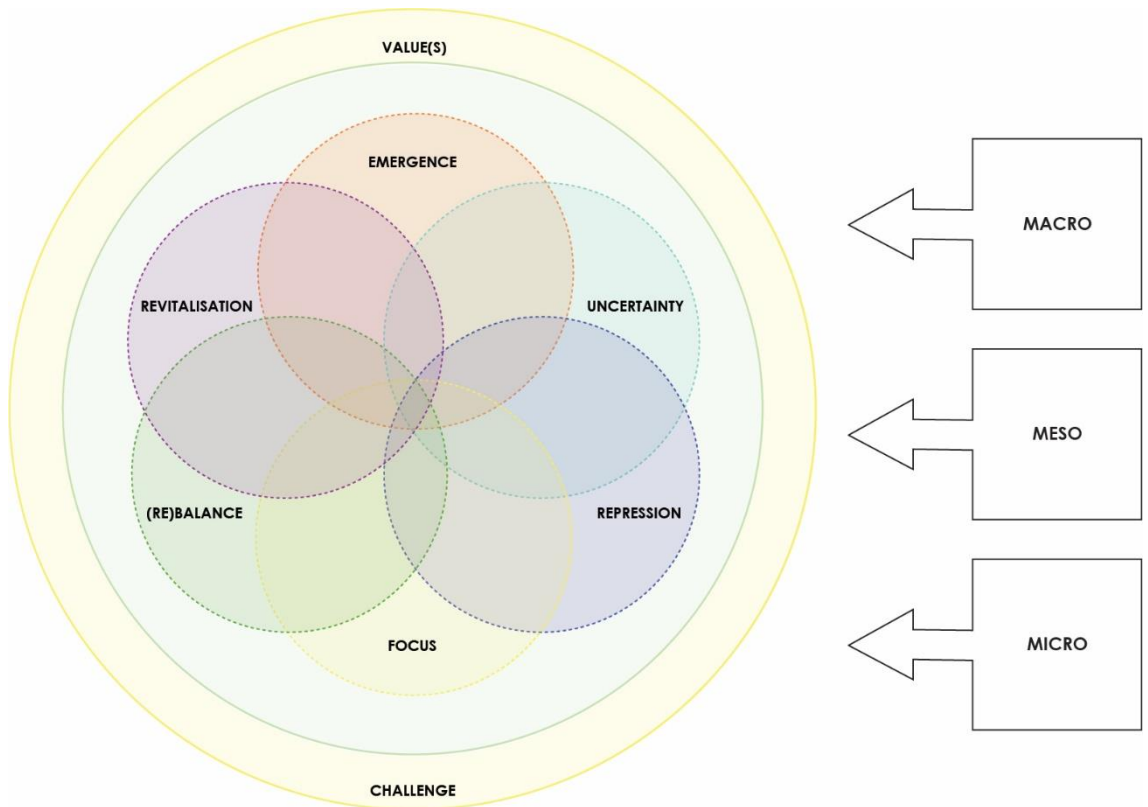 VALUE(S)
EMERGENCE
REVITALISATION
UNCERTAINTY
(RE)BALANCE
REPRESSION
FOCUS
CHALLENGE
MACRO
MESO
MICRO